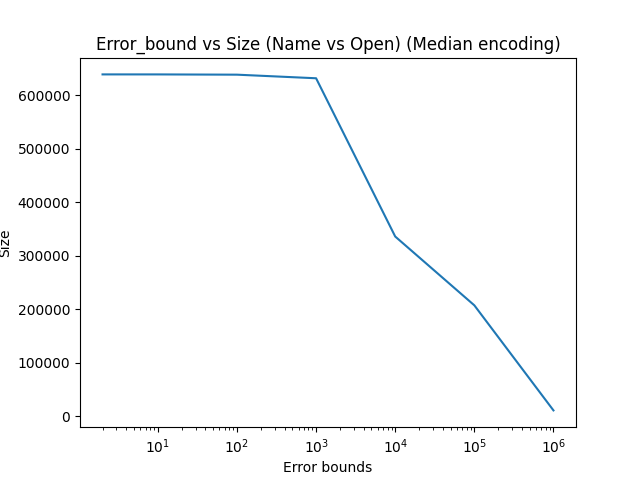 Error_bound vs Size (Name vs Open) (Median encoding)
600000
500000
400000
300000
200000
100000
0
Size
10¹ 10² 10³ 10⁴ 10⁵ 10⁶
Error bounds